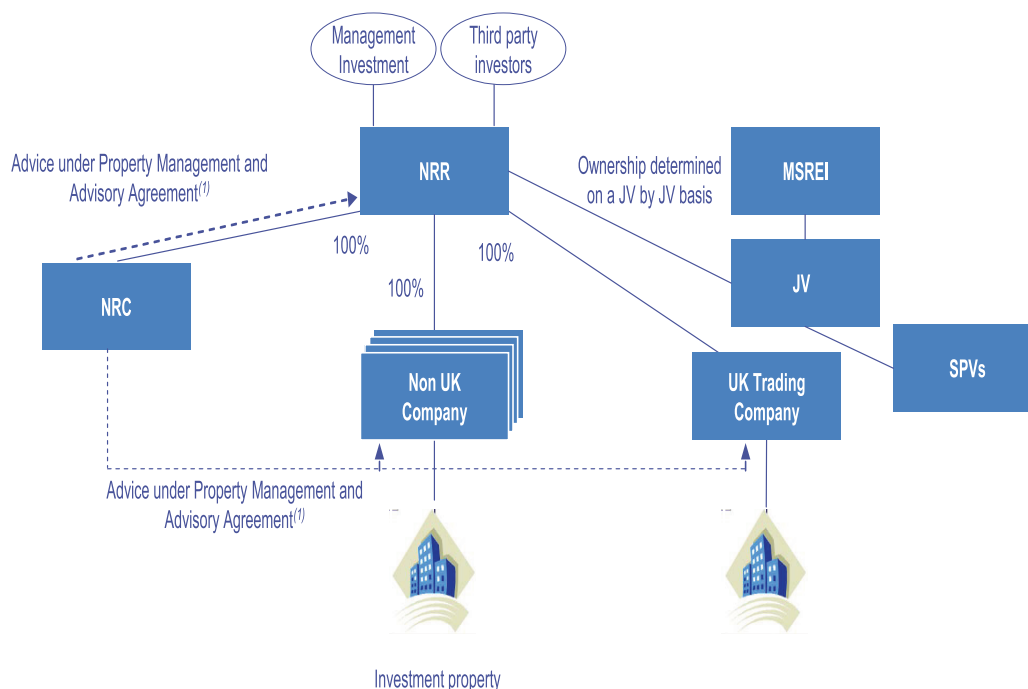 Management
Investment
Third party
investors
Advice under Property Management and
Advisory Agreement(1)
NRR
Ownership determined
on a JV by JV basis
MSREI
100%
100%
100%
NRC
JV
SPVs
Non UK
Company
UK Trading
Company
Advice under Property Management and
Advisory Agreement(1)
Investment property